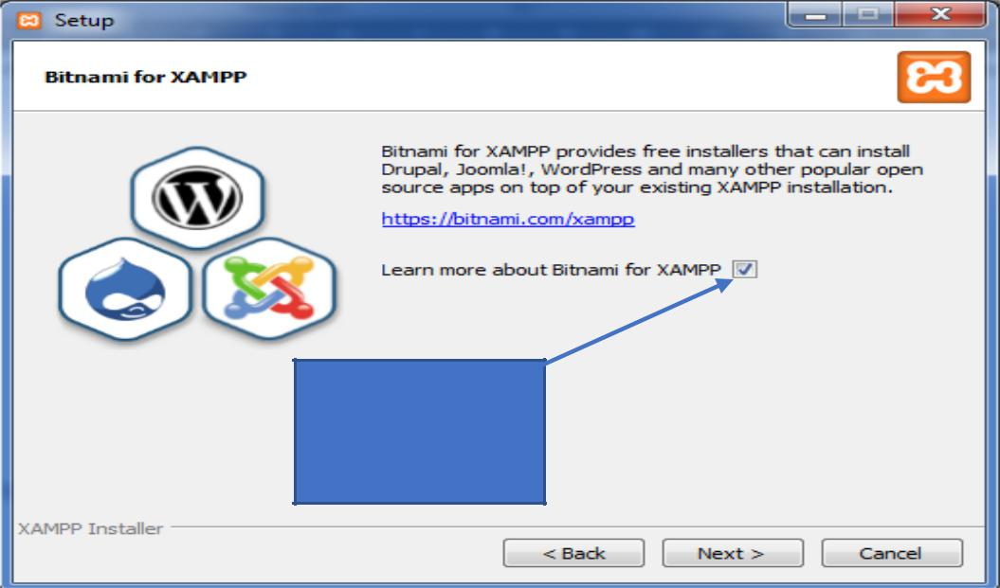 Setup
Bitnami for XAMPP
Bitnami for XAMPP provides free installers that can install
Drupal, Joomla!, WordPress and many other popular open
source apps on top of your existing XAMPP installation.
https://bitnami.com/xampp
Learn more about Bitnami for XAMPP
XAMPP Installer
< Back
Next >
Cancel